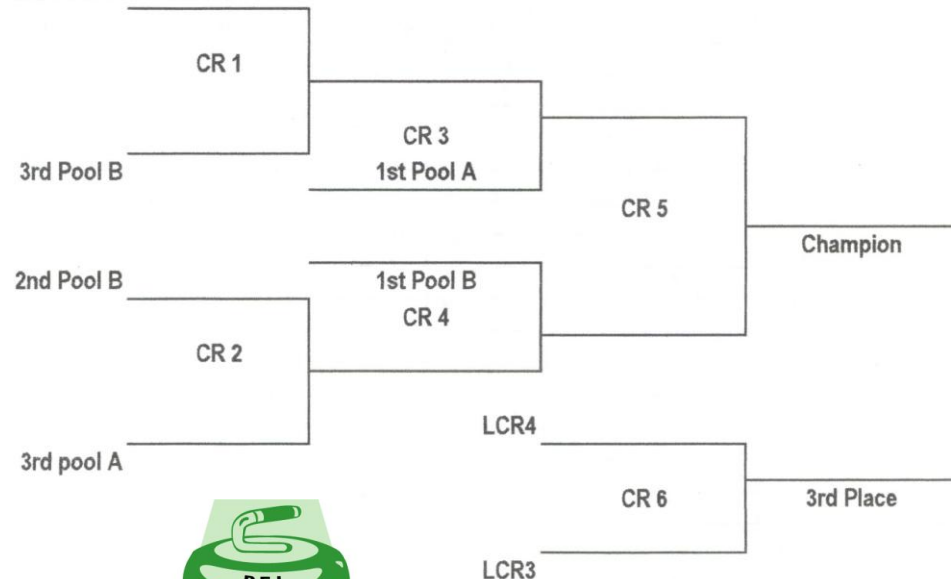 CR 1
3rd Pool B
CR 3
1st Pool A
CR 5
Champion
2nd Pool B
1st Pool B
CR 4
CR 2
3rd pool A
LCR4
CR 6
3rd Place
LCR3